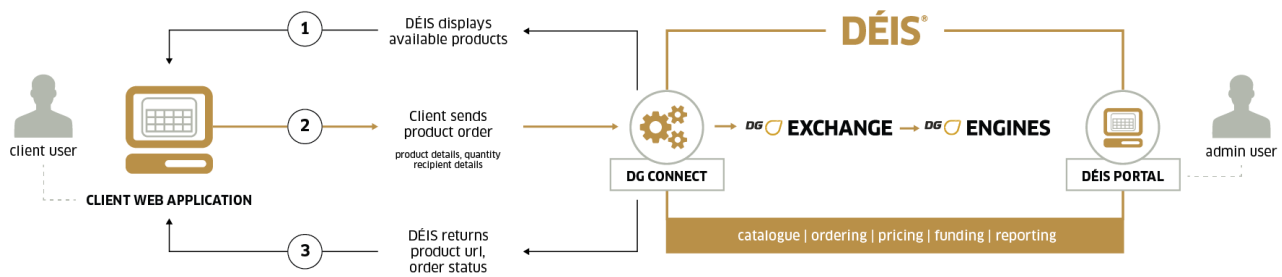 1
DÉIS displays
available products
DÉIS®
client user
2
Client sends
product order
product details, quantity
recipient details
DG EXCHANGE
DG ENGINES
admin user
DG CONNECT
DÉIS PORTAL
CLIENT WEB APPLICATION
3
DÉIS returns
product url,
order status
catalogue | ordering | pricing | funding | reporting